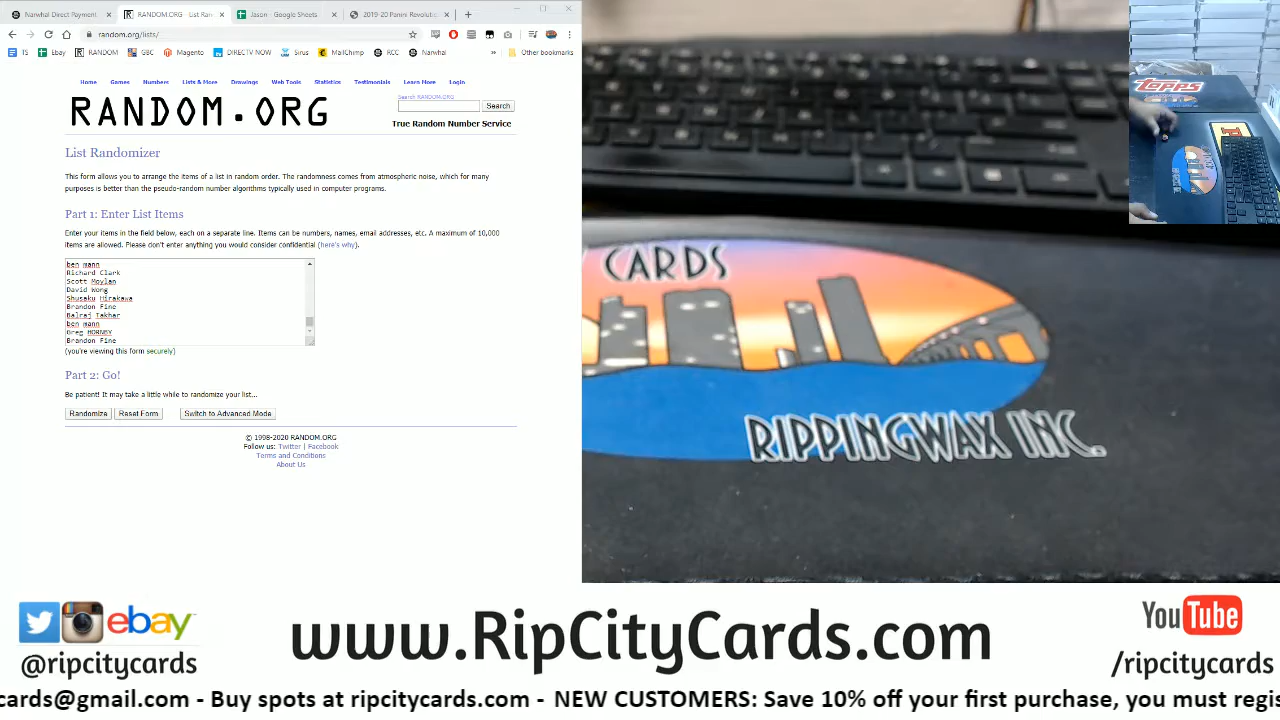 Narwhal Direct Payment
RANDOM.ORG - List Ran
Jason - Google Sheets
2019-20 Panini Revolutio
random.org/lists/
TS
Ebay
RANDOM
GBC
Magento
DIRECTV NOW
Sirus
MailChimp
RCC
Narwhal
»
Other bookmarks
Home
Games
Numbers
Lists & More
Drawings
Web Tools
Statistics
Testimonials
Learn More
Login
RANDOM.ORG
Search RANDOM.ORG
Search
True Random Number Service
List Randomizer
This form allows you to arrange the items of a list in random order. The randomness comes from atmospheric noise, which for many
purposes is better than the pseudo-random number algorithms typically used in computer programs.
Part 1: Enter List Items
Enter your items in the field below, each on a separate line. Items can be numbers, names, email addresses, etc. A maximum of 10,000
items are allowed. Please don't enter anything you would consider confidential (here's why).
ben mann
Richard Clark
Scott Moylan
David Wong
Shusaku Hirakawa
Brandon Fine
Balraj Takhar
ben mann
Greg HORNBY
Brandon Fine
(you're viewing this form securely)
Part 2: Go!
Be patient! It may take a little while to randomize your list...
Randomize
Reset Form
Switch to Advanced Mode
© 1998-2020 RANDOM.ORG
Follow us: Twitter | Facebook
Terms and Conditions
About Us
CARDS
RIPPINGWAX INC.
Topps
ebay
@ripcitycards
www.RipCityCards.com
YouTube
/ripcitycards
cards@gmail.com - Buy spots at ripcitycards.com - NEW CUSTOMERS: Save 10% off your first purchase, you must regis